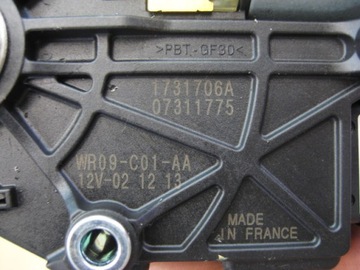 >PBT-GF30<
1731706A
07311775
WR09-C01-AA
12V-02 12 13
MADE
IN FRANCE